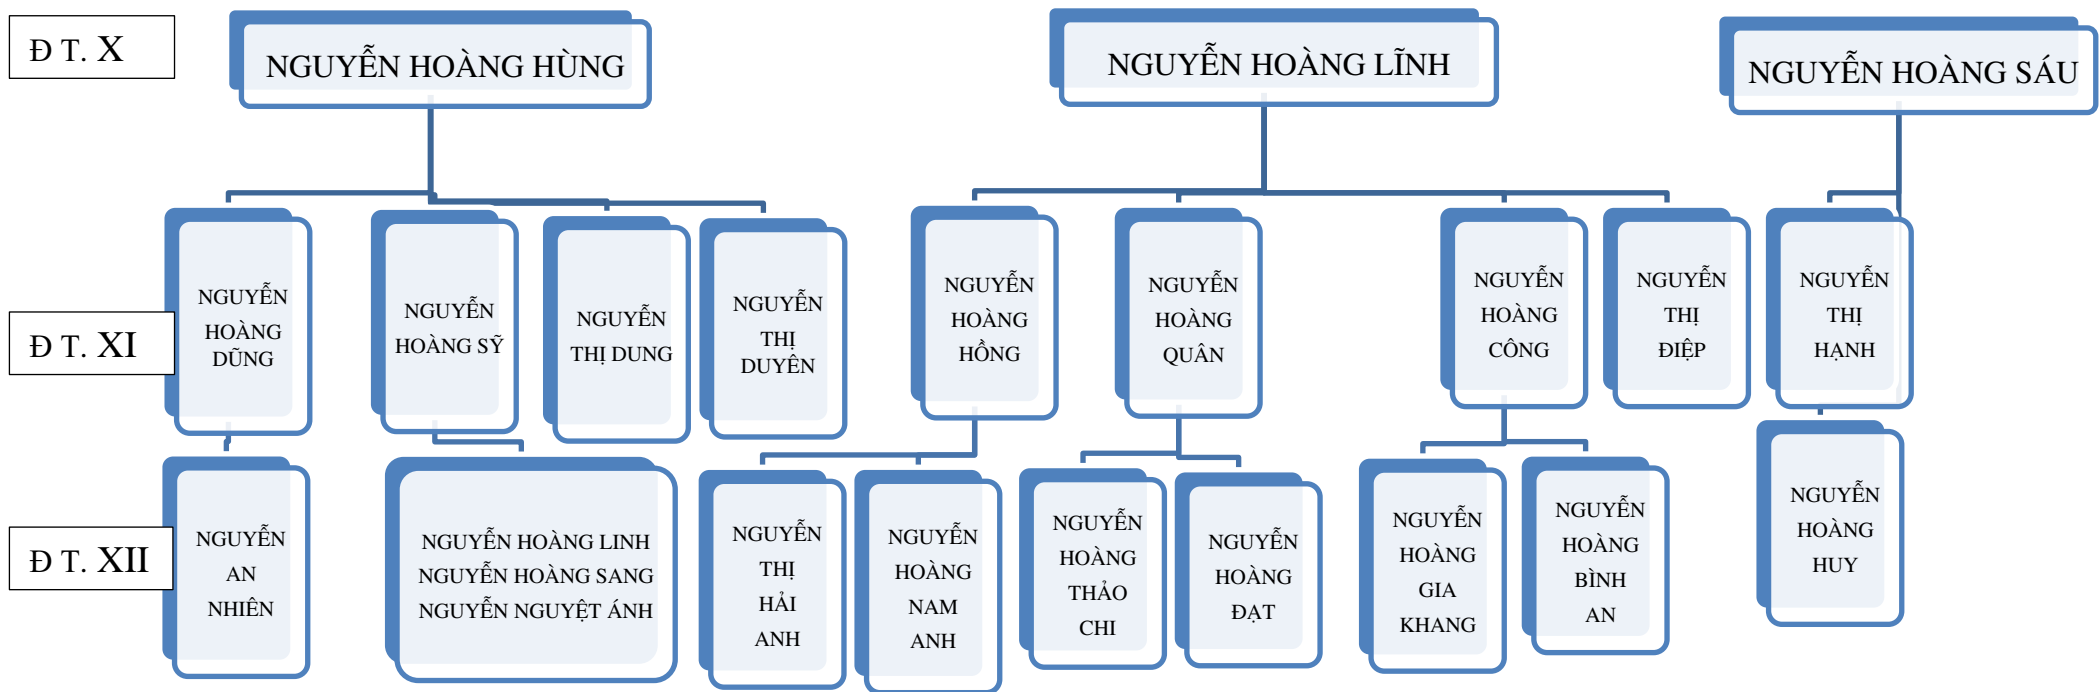 Đ T. X
NGUYỄN HOÀNG HÙNG
NGUYỄN HOÀNG LĨNH
NGUYỄN HOÀNG SÁU
Đ T. XI
NGUYỄN
HOÀNG
DŨNG
NGUYỄN
HOÀNG SỸ
NGUYỄN
THỊ DUNG
NGUYỄN
THỊ
DUYÊN
NGUYỄN
HOÀNG
HỒNG
NGUYỄN
HOÀNG
QUÂN
NGUYỄN
HOÀNG
CÔNG
NGUYỄN
THỊ
ĐIỆP
NGUYỄN
THỊ
HẠNH
Đ T. XII
NGUYỄN
AN
NHIÊN
NGUYỄN HOÀNG LINH
NGUYỄN HOÀNG SANG
NGUYỄN NGUYỆT ÁNH
NGUYỄN
THỊ
HẢI
ANH
NGUYỄN
HOÀNG
NAM
ANH
NGUYỄN
HOÀNG
THẢO
CHI
NGUYỄN
HOÀNG
ĐẠT
NGUYỄN
HOÀNG
GIA
KHANG
NGUYỄN
HOÀNG
BÌNH
AN
NGUYỄN
HOÀNG
HUY